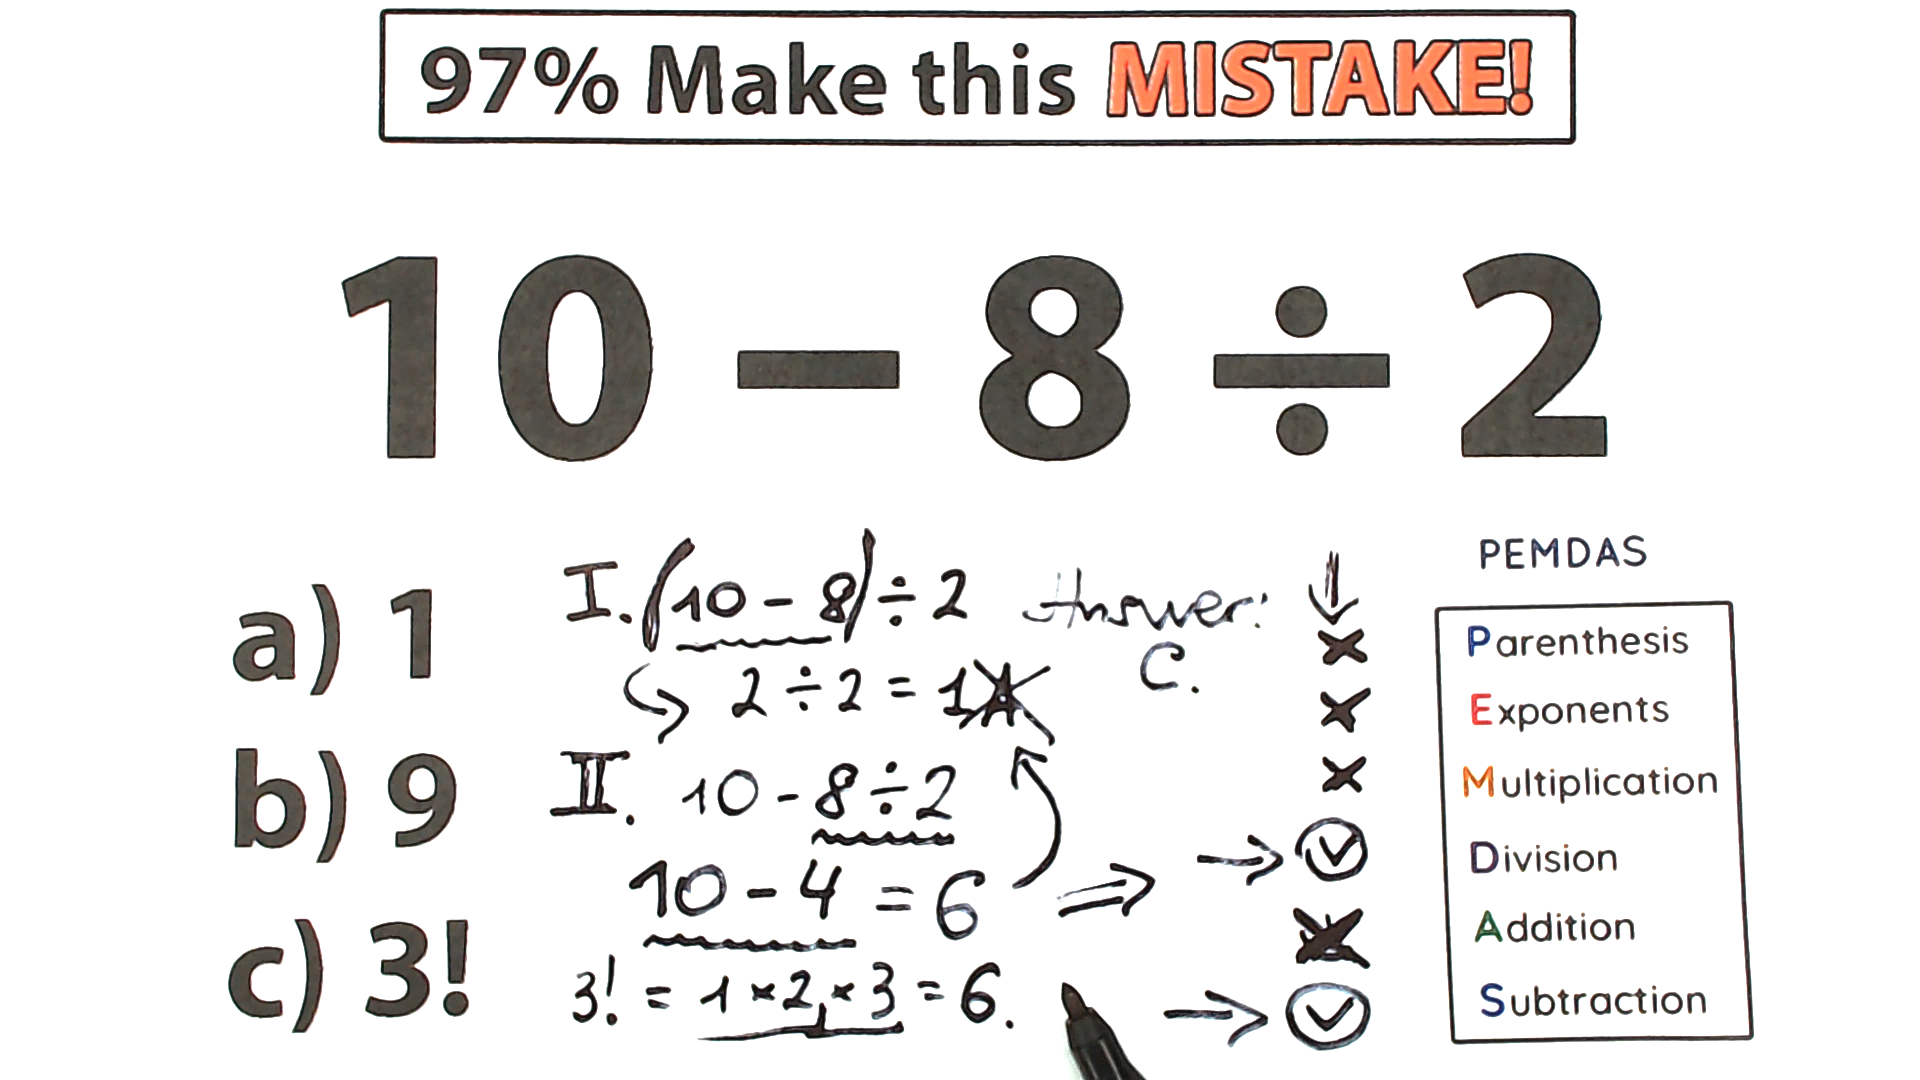 97% Make this MISTAKE!
10 − 8 ÷ 2
a) 1
b) 9
c) 3!
I. (10 − 8) ÷ 2
2 ÷ 2 = 1
II. 10 − 8 ÷ 2
10 − 4 = 6
3! = 1 × 2 × 3 = 6.
Answer:
C.
PEMDAS
Parenthesis
Exponents
Multiplication
Division
Addition
Subtraction